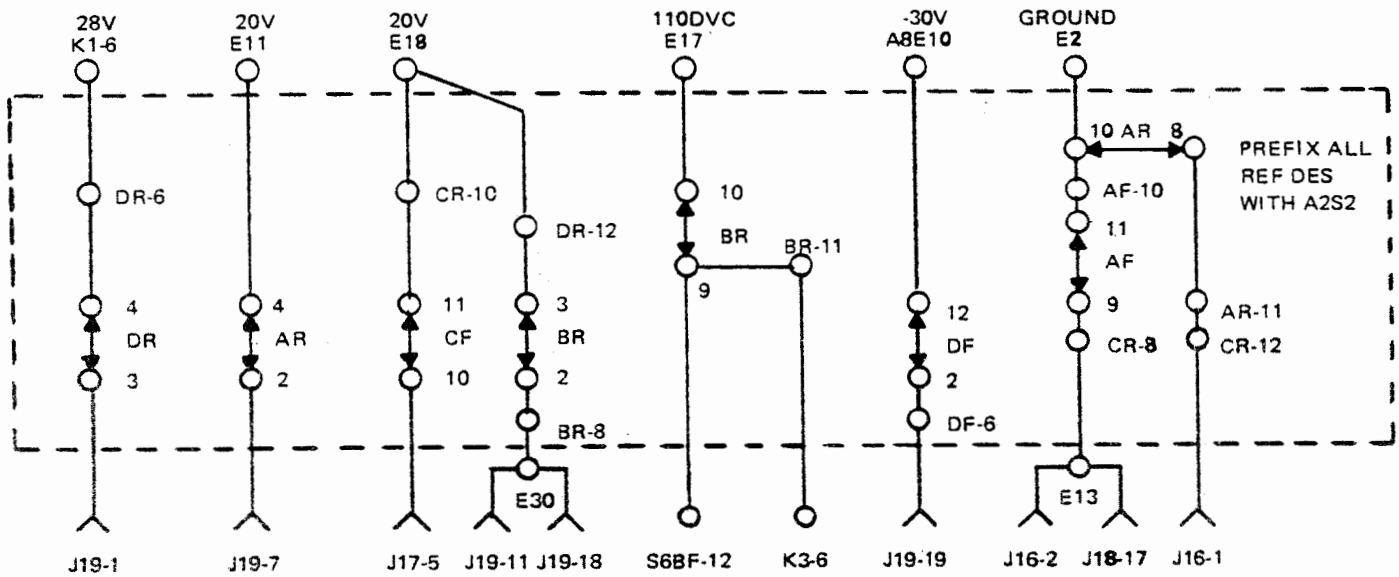 28V 20V 20V 110DVC -30V GROUND
K1-6 E11 E18 E17 A8E10 E2
10 AR 8 PREFIX ALL
REF DES
WITH A2S2
DR-6 CR-10 10 AF-10
DR-12 BR BR-11 11
AF
9
4 4 11 3 12 9 AR-11
DR AR CF BR DF CR-8 CR-12
3 2 10 2 2
BR-8 DF-6
E30 E13
J19-1 J19-7 J17-5 J19-11 J19-18 S6BF-12 K3-6 J19-19 J16-2 J18-17 J16-1